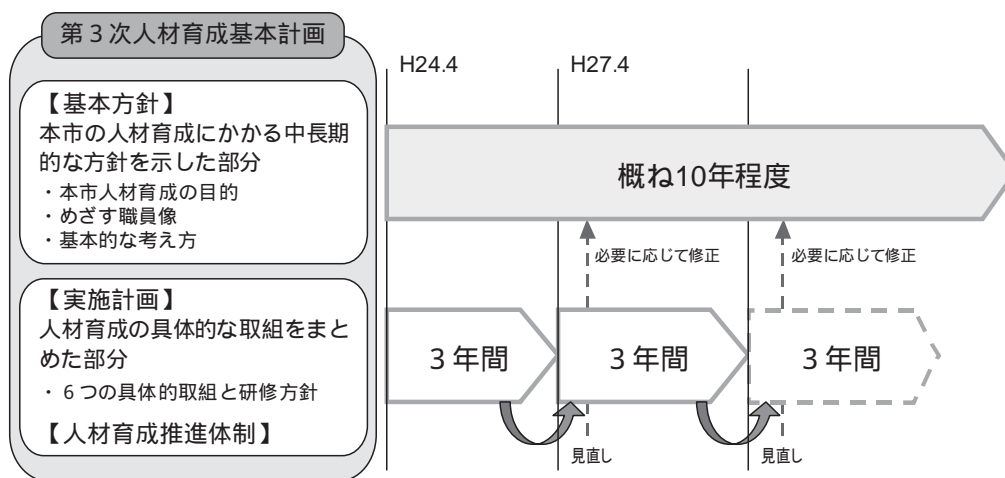 第３次人材育成基本計画
【基本方針】
本市の人材育成にかかる中長期
的な方針を示した部分
・本市人材育成の目的
・めざす職員像
・基本的な考え方
【実施計画】
人材育成の具体的な取組をまと
めた部分
・６つの具体的取組と研修方針
【人材育成推進体制】
H24.4
H27.4
概ね10年程度
必要に応じて修正
必要に応じて修正
３年間
３年間
３年間
見直し
見直し